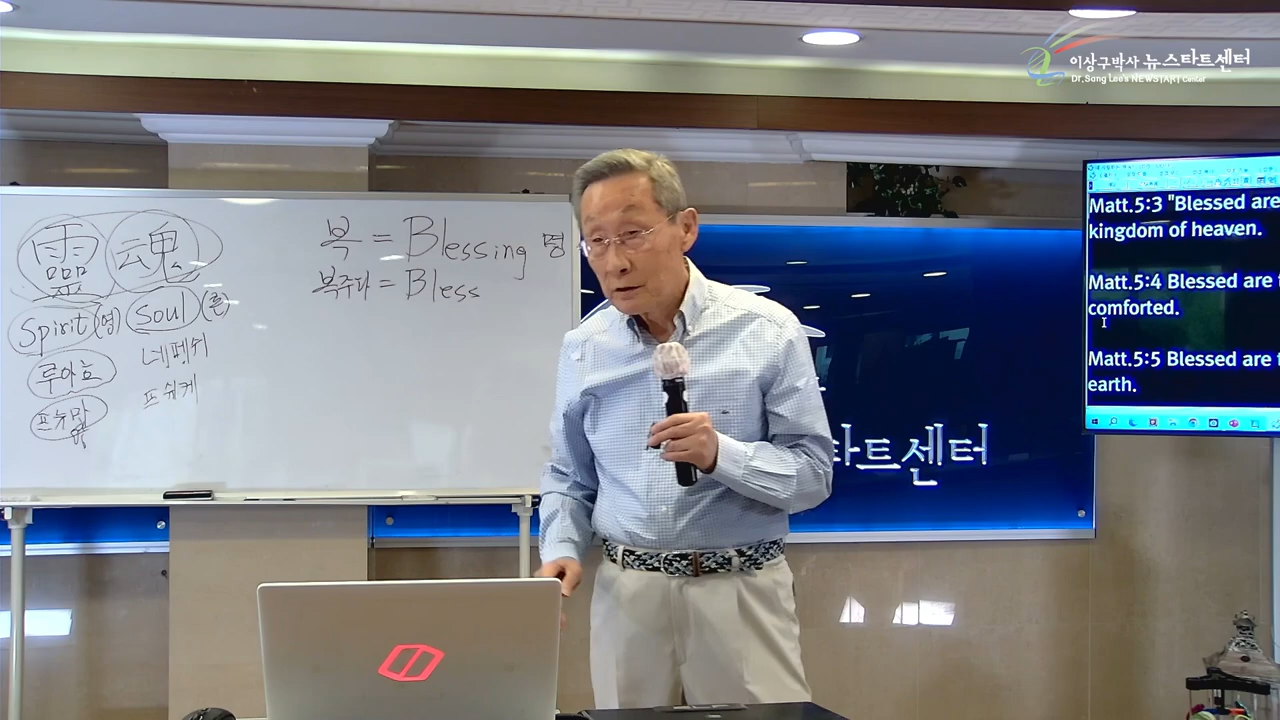 이상구박사 뉴스타트센터
Dr.Sang Lee's NEWSTART Center
靈 魂
Spirit (영) Soul (혼)
루아흐 네페쉬
프뉴마 프쉬케
복 = Blessing 명
복주다 = Bless
타트센터
Matt.5:3 "Blessed are
kingdom of heaven.
Matt.5:4 Blessed are
comforted.
Matt.5:5 Blessed are
earth.